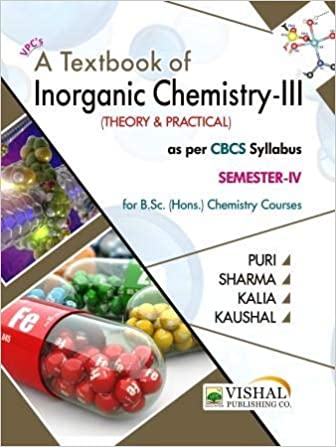 VPC's
A Textbook of
Inorganic Chemistry-III
(THEORY & PRACTICAL)
as per CBCS Syllabus
SEMESTER-IV
for B.Sc. (Hons.) Chemistry Courses
PURI
SHARMA
KALIA
KAUSHAL
Fe
Fe
VISHAL
PUBLISHING CO.